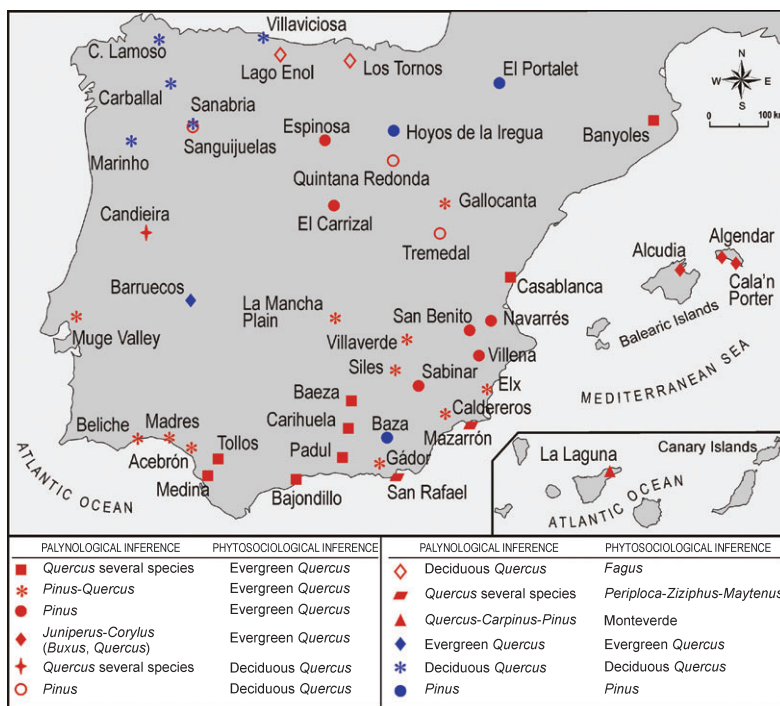 Villaviciosa
C. Lamoso
Lago Enol
Los Tornos
El Portalet
N
W E
S
0 100 km
Carballal
Sanabria
Sanguijuelas
Espinosa
Hoyos de la Iregua
Banyoles
Marinho
Quintana Redonda
Candieira
El Carrizal
Gallocanta
Tremedal
Alcudia
Algendar
Cala'n
Porter
Barruecos
Casablanca
La Mancha
Plain
San Benito
Navarrés
Balearic Islands
Muge Valley
Villaverde
Villena
Siles
Sabinar
Elx
MEDITERRANEAN SEA
Baeza
Caldereros
Beliche
Madres
Carihuela
Baza
Mazarrón
Acebrón
Tollos
Padul
Gádor
La Laguna
Canary Islands
Medina
Bajondillo
San Rafael
ATLANTIC OCEAN
ATLANTIC OCEAN
PALYNOLOGICAL INFERENCE PHYTOSOCIOLOGICAL INFERENCE
Quercus several species Evergreen Quercus
Pinus-Quercus Evergreen Quercus
Pinus Evergreen Quercus
Juniperus-Corylus
(Buxus, Quercus) Evergreen Quercus
Quercus several species Deciduous Quercus
Pinus Deciduous Quercus
PALYNOLOGICAL INFERENCE PHYTOSOCIOLOGICAL INFERENCE
Deciduous Quercus Fagus
Quercus several species Periploca-Ziziphus-Maytenus
Quercus-Carpinus-Pinus Monteverde
Evergreen Quercus Evergreen Quercus
Deciduous Quercus Deciduous Quercus
Pinus Pinus